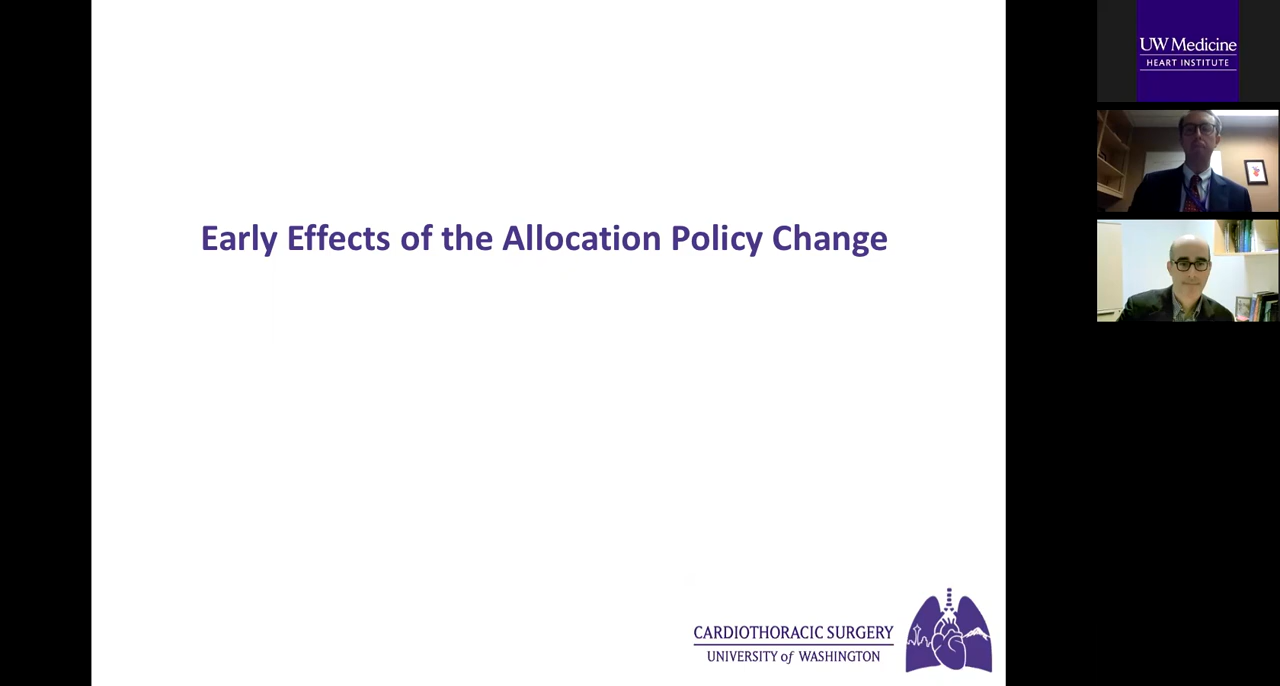 Early Effects of the Allocation Policy Change
CARDIOTHORACIC SURGERY
UNIVERSITY of WASHINGTON
UW Medicine
HEART INSTITUTE